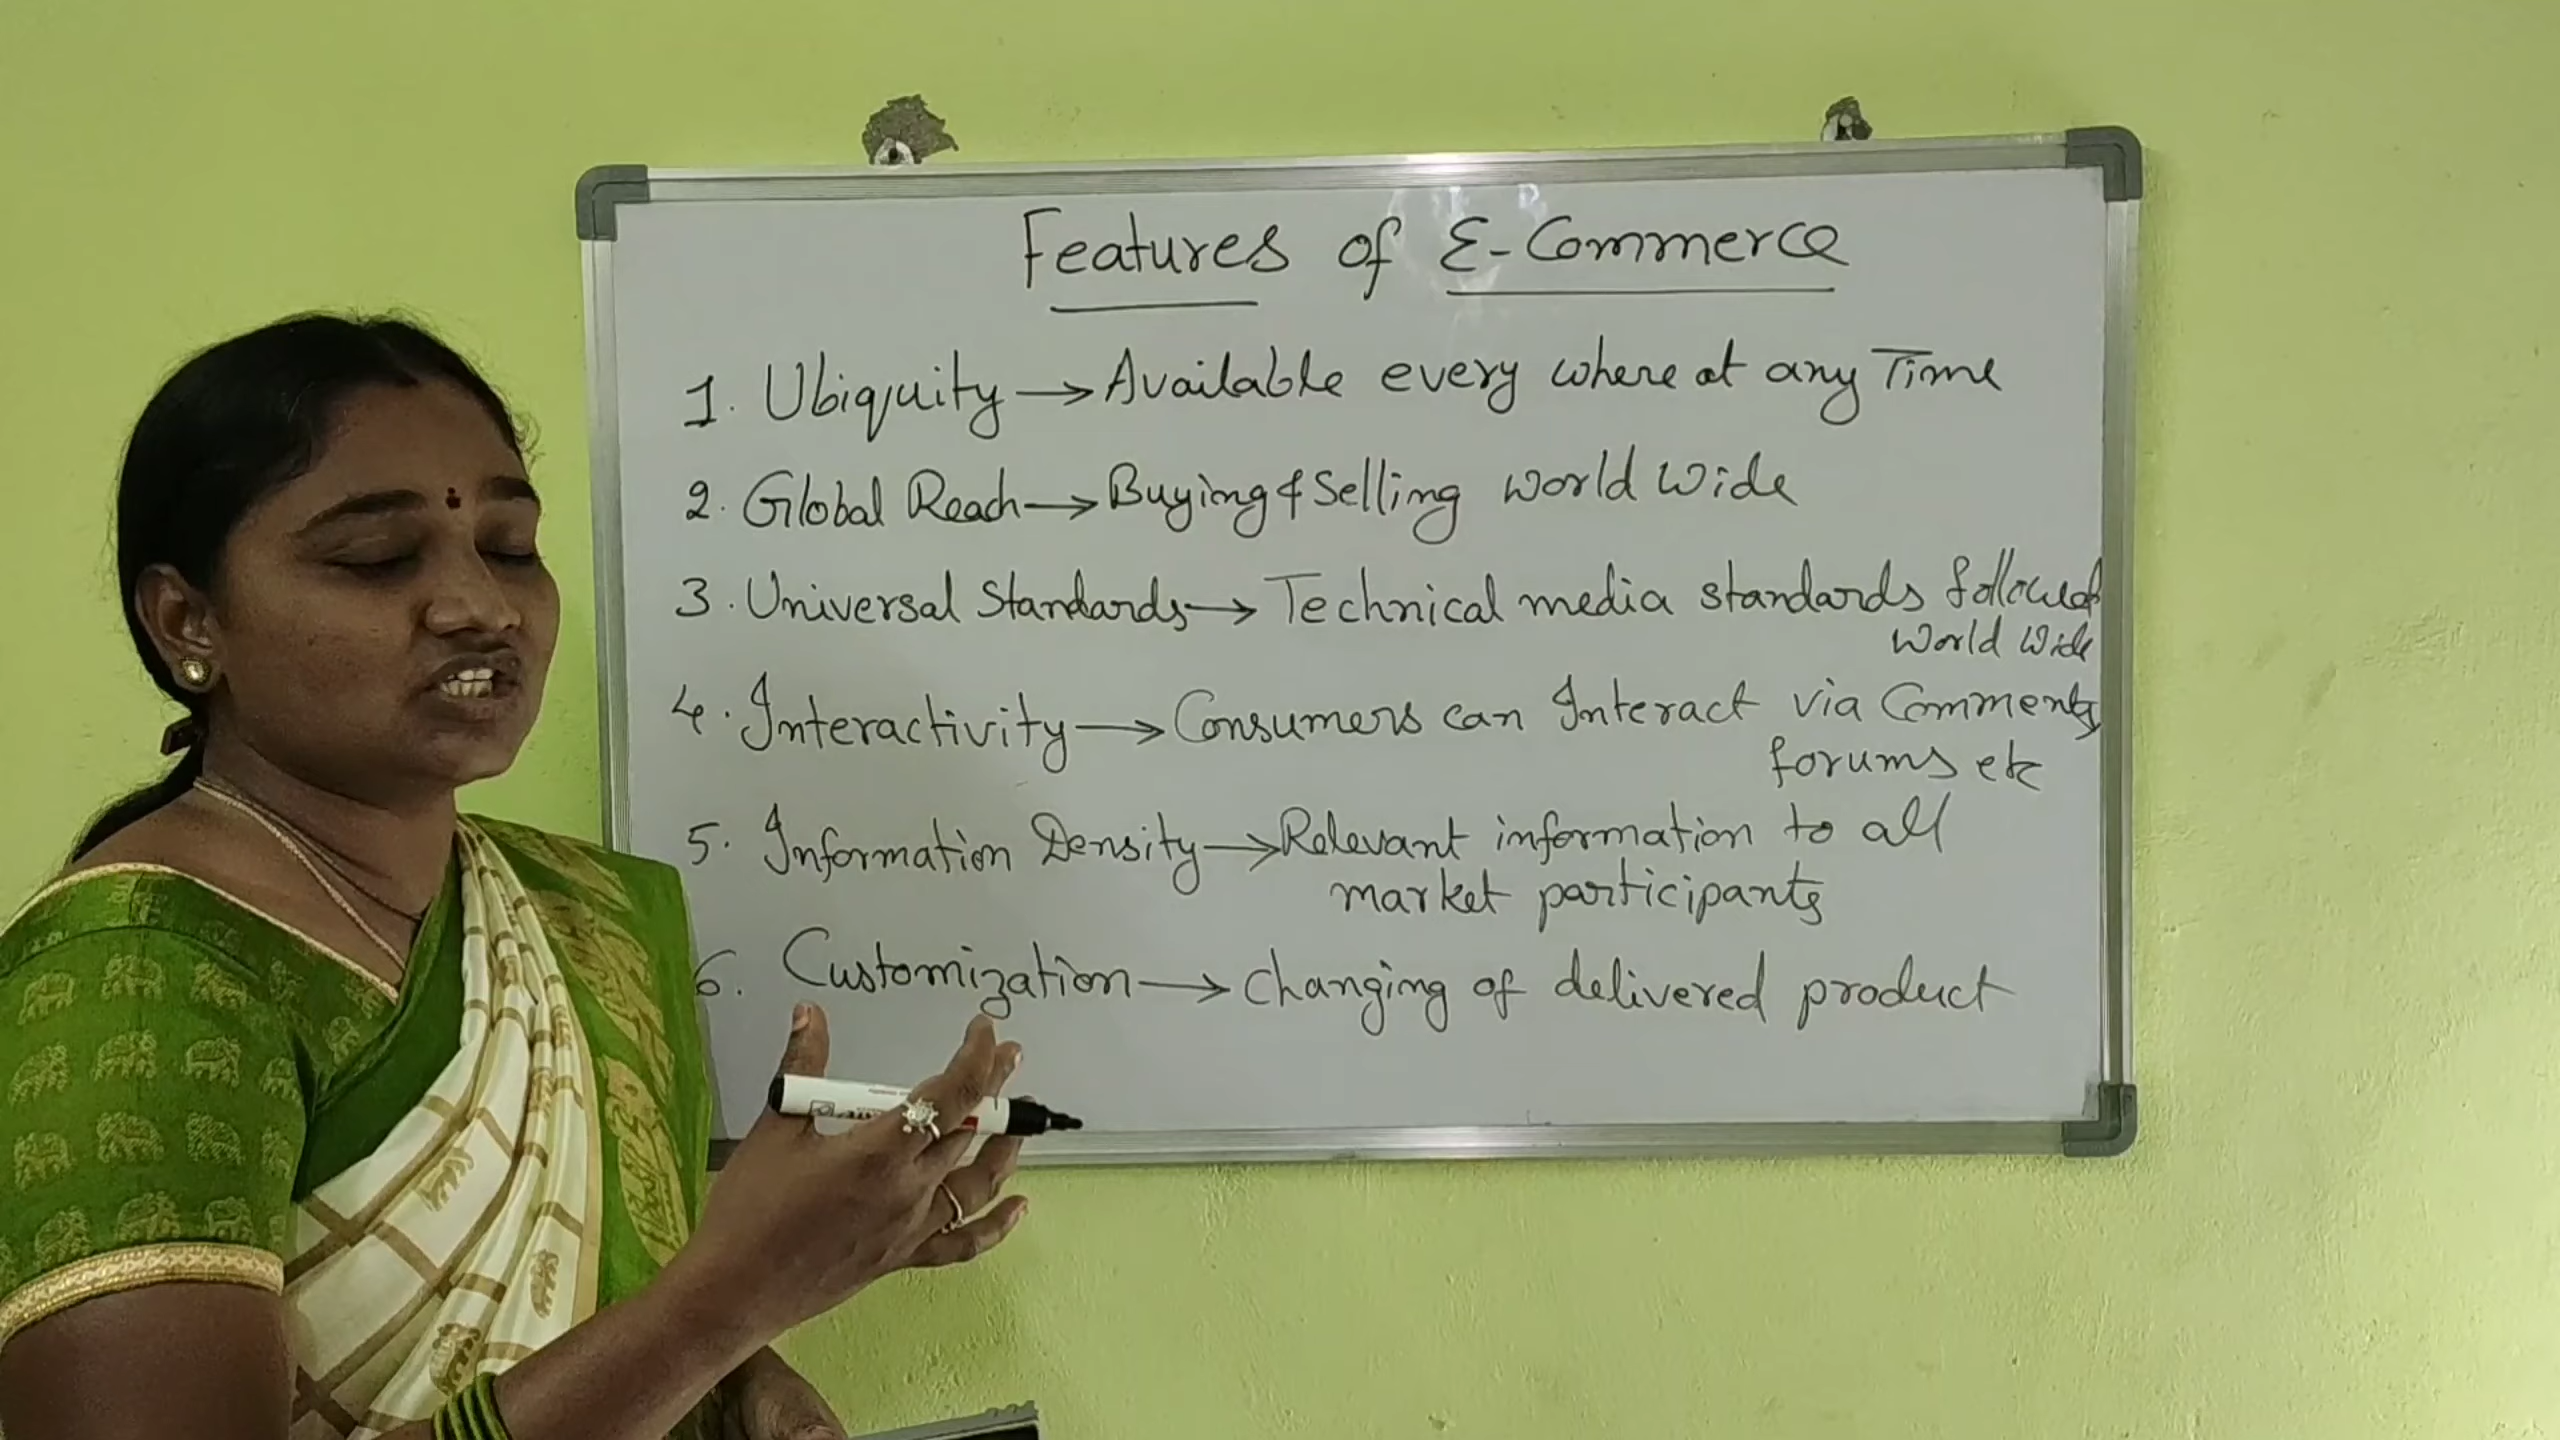 Features of E-Commerce
1. Ubiquity → Available every where at any Time
2. Global Reach → Buying & Selling World Wide
3. Universal Standards → Technical media standards followed
World Wide
4. Interactivity → Consumers can Interact via Comments
forums etc
5. Information Density → Relevant information to all
market participants
6. Customization → Changing of delivered product